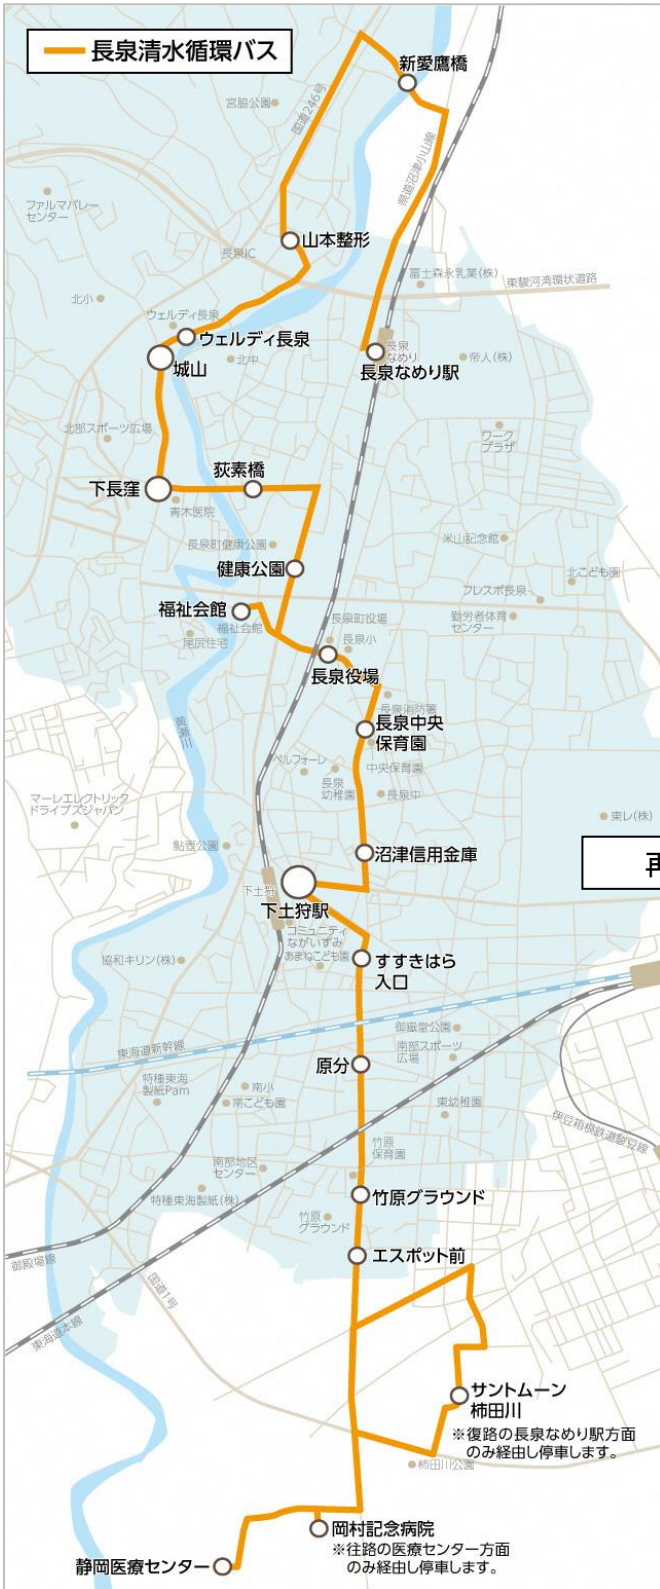 長泉清水循環バス
新愛鷹橋
宮脇公園
国道246号
県道沼津小山線
ファルマバレー
センター
山本整形
長泉IC
富士森永乳業(株)
東駿河湾環状道路
北小
ウェルディ長泉
ウェルディ長泉
長泉
なめり
城山
北中
長泉なめり駅
帝人(株)
北部スポーツ広場
ワーク
プラザ
荻素橋
下長窪
青木医院
長泉町健康公園
米山記念館
健康公園
北こども園
フレスポ長泉
福祉会館
福祉会館
長泉町役場
勤労者体育
センター
尾尻住宅
長泉小
長泉役場
長泉消防署
黄瀬川
長泉中央
保育園
ベルフォーレ
中央保育園
長泉
幼稚園
長泉中
マーレエレクトリック
ドライブズジャパン
東レ(株)
鮎壺公園
沼津信用金庫
再
下土狩
下土狩駅
コミュニティ
ながいずみ
あまねこども園
協和キリン(株)
すすきはら
入口
御嶽堂公園
東海道新幹線
南部スポーツ
広場
原分
特種東海
製紙Pam
南小
南こども園
東幼稚園
伊豆箱根鉄道駿豆線
竹原
保育園
南部地区
センター
特種東海製紙(株)
竹原グラウンド
竹原
グラウンド
御殿場線
エスポット前
国道1号
東海道本線
サントムーン
柿田川
※復路の長泉なめり駅方面
のみ経由し停車します。
柿田川公園
岡村記念病院
※往路の医療センター方面
のみ経由し停車します。
静岡医療センター